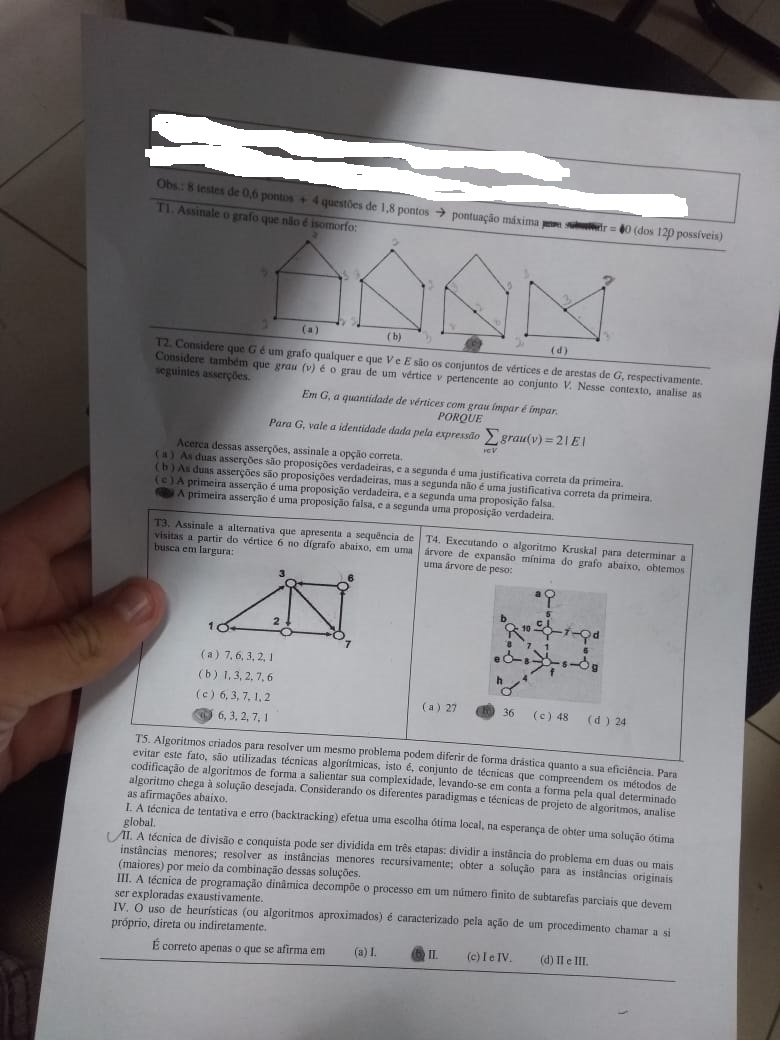 Obs.: 8 testes de 0,6 pontos + 4 questões de 1,8 pontos → pontuação máxima = 10 (dos 120 possíveis)
T1. Assinale o grafo que não é isomorfo:
(a) (b) (d)
T2. Considere que G é um grafo qualquer e que V e E são os conjuntos de vértices e de arestas de G, respectivamente.
Considere também que grau (v) é o grau de um vértice v pertencente ao conjunto V. Nesse contexto, analise as
seguintes asserções.
Em G, a quantidade de vértices com grau ímpar é ímpar.
PORQUE
Para G, vale a identidade dada pela expressão ∑ grau(v) = 2 | E |
v∈V
Acerca dessas asserções, assinale a opção correta.
( a ) As duas asserções são proposições verdadeiras, e a segunda é uma justificativa correta da primeira.
( b ) As duas asserções são proposições verdadeiras, mas a segunda não é uma justificativa correta da primeira.
( c ) A primeira asserção é uma proposição verdadeira, e a segunda uma proposição falsa.
A primeira asserção é uma proposição falsa, e a segunda uma proposição verdadeira.
T3. Assinale a alternativa que apresenta a sequência de
visitas a partir do vértice 6 no dígrafo abaixo, em uma
busca em largura:
3 6
1 2 7
( a ) 7, 6, 3, 2, 1
( b ) 1, 3, 2, 7, 6
( c ) 6, 3, 7, 1, 2
6, 3, 2, 7, 1
T4. Executando o algoritmo Kruskal para determinar a
árvore de expansão mínima do grafo abaixo, obtemos
uma árvore de peso:
a
5
b 10 c 7 d
8 7 1 6
e 8 f 5 g
h 4
( a ) 27 (b) 36 ( c ) 48 ( d ) 24
T5. Algoritmos criados para resolver um mesmo problema podem diferir de forma drástica quanto a sua eficiência. Para
evitar este fato, são utilizadas técnicas algorítmicas, isto é, conjunto de técnicas que compreendem os métodos de
codificação de algoritmos de forma a salientar sua complexidade, levando-se em conta a forma pela qual determinado
algoritmo chega à solução desejada. Considerando os diferentes paradigmas e técnicas de projeto de algoritmos, analise
as afirmações abaixo.
I. A técnica de tentativa e erro (backtracking) efetua uma escolha ótima local, na esperança de obter uma solução ótima
global.
II. A técnica de divisão e conquista pode ser dividida em três etapas: dividir a instância do problema em duas ou mais
instâncias menores; resolver as instâncias menores recursivamente; obter a solução para as instâncias originais
(maiores) por meio da combinação dessas soluções.
III. A técnica de programação dinâmica decompõe o processo em um número finito de subtarefas parciais que devem
ser exploradas exaustivamente.
IV. O uso de heurísticas (ou algoritmos aproximados) é caracterizado pela ação de um procedimento chamar a si
próprio, direta ou indiretamente.
É correto apenas o que se afirma em (a) I. (b) II. (c) I e IV. (d) II e III.